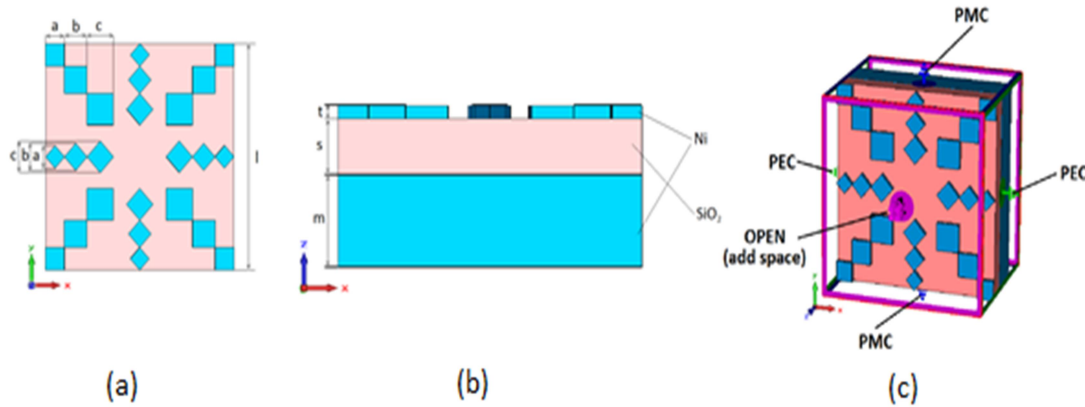 a b c
c b a
l
y
x
(a)
t
s
m
Ni
SiO₂
z
x
(b)
PMC
PEC
PEC
OPEN
(add space)
PMC
y
x
z
(c)